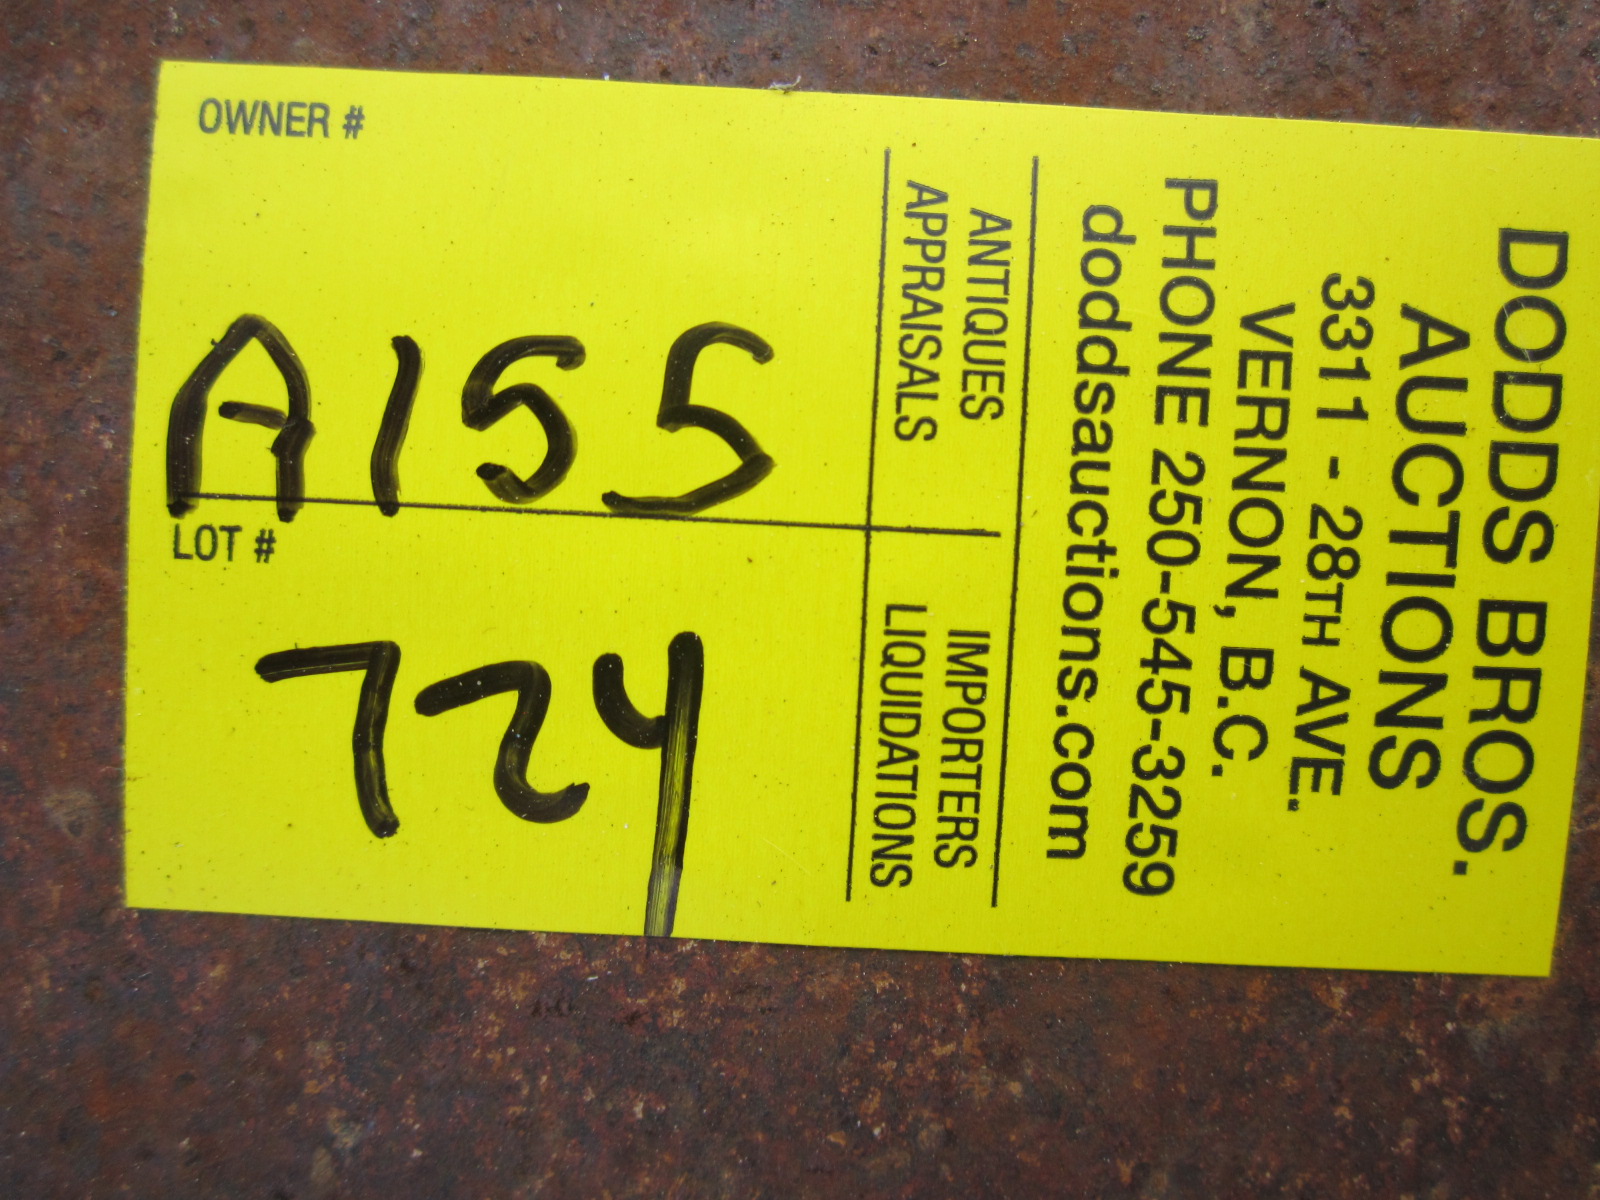 DODDS BROS.
AUCTIONS
3311 - 28TH AVE.
VERNON, B.C.
PHONE 250-545-3259
doddsauctions.com
ANTIQUES
APPRAISALS
IMPORTERS
LIQUIDATIONS
OWNER #
A155
LOT #
724